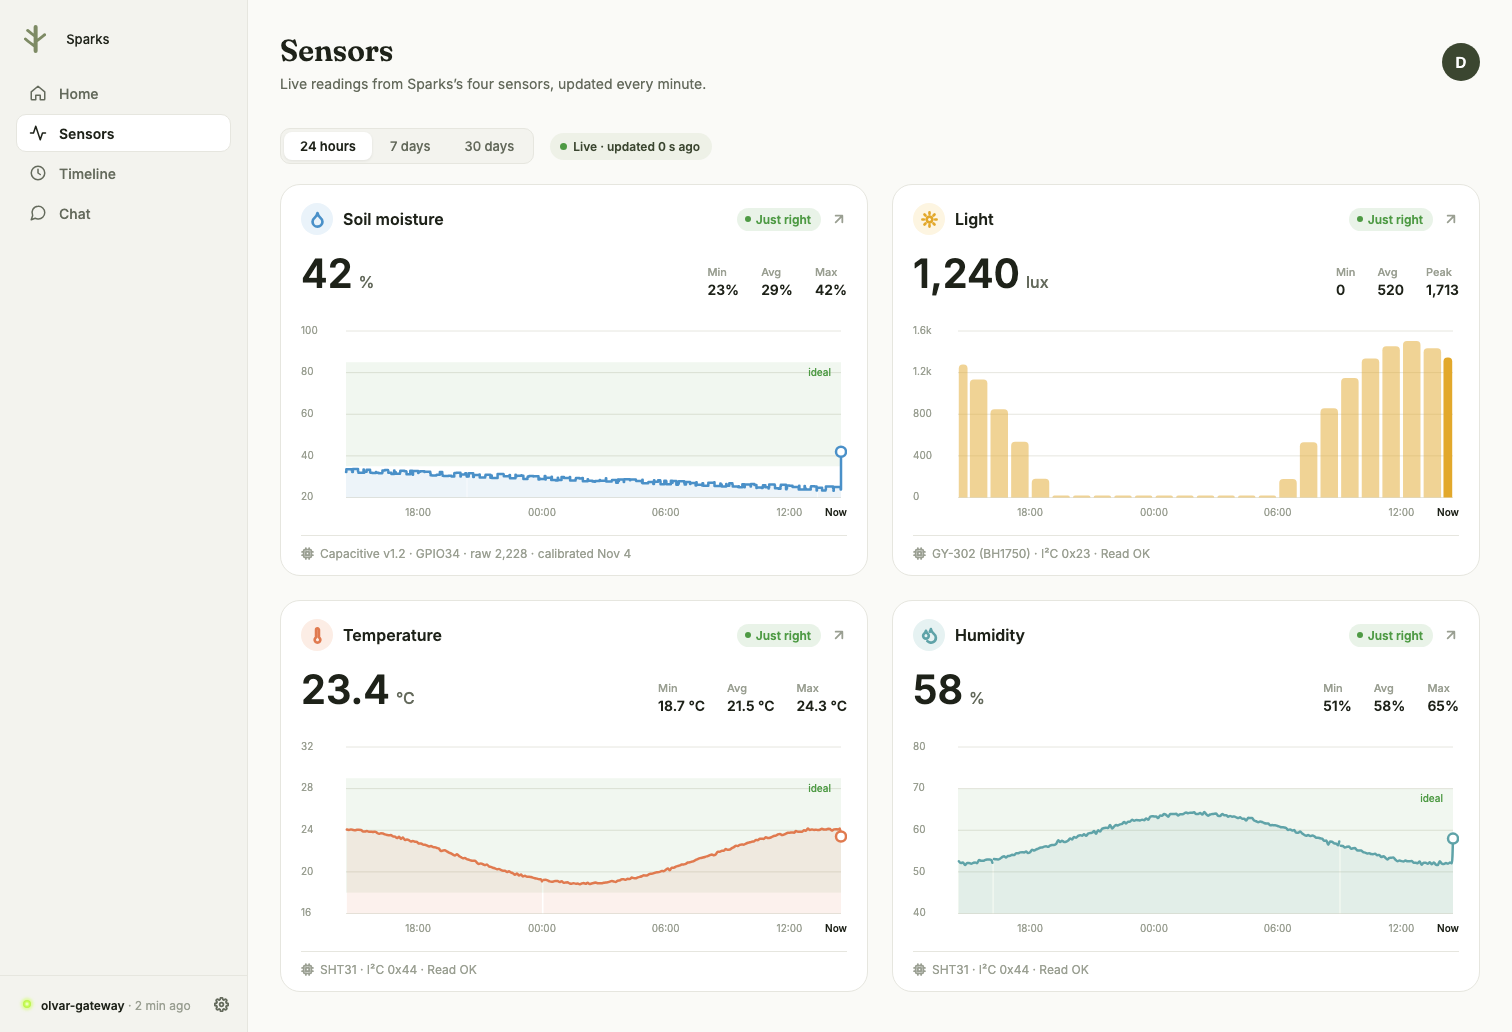 Sparks
Home
Sensors
Timeline
Chat
olvar-gateway · 2 min ago
Sensors
Live readings from Sparks's four sensors, updated every minute.
D
24 hours 7 days 30 days
Live · updated 0 s ago
Soil moisture
Just right
42 %
Min Avg Max
23% 29% 42%
100
80
60
40
20
ideal
18:00 00:00 06:00 12:00 Now
Capacitive v1.2 · GPIO34 · raw 2,228 · calibrated Nov 4
Light
Just right
1,240 lux
Min Avg Peak
0 520 1,713
1.6k
1.2k
800
400
0
18:00 00:00 06:00 12:00 Now
GY-302 (BH1750) · I²C 0x23 · Read OK
Temperature
Just right
23.4 °C
Min Avg Max
18.7 °C 21.5 °C 24.3 °C
32
28
24
20
16
ideal
18:00 00:00 06:00 12:00 Now
SHT31 · I²C 0x44 · Read OK
Humidity
Just right
58 %
Min Avg Max
51% 58% 65%
80
70
60
50
40
ideal
18:00 00:00 06:00 12:00 Now
SHT31 · I²C 0x44 · Read OK